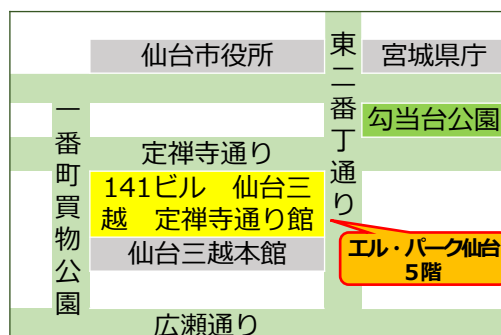 仙台市役所
東二番丁通り
宮城県庁
勾当台公園
一番町買物公園
定禅寺通り
141ビル　仙台三
越　定禅寺通り館
仙台三越本館
エル・パーク仙台
5階
広瀬通り